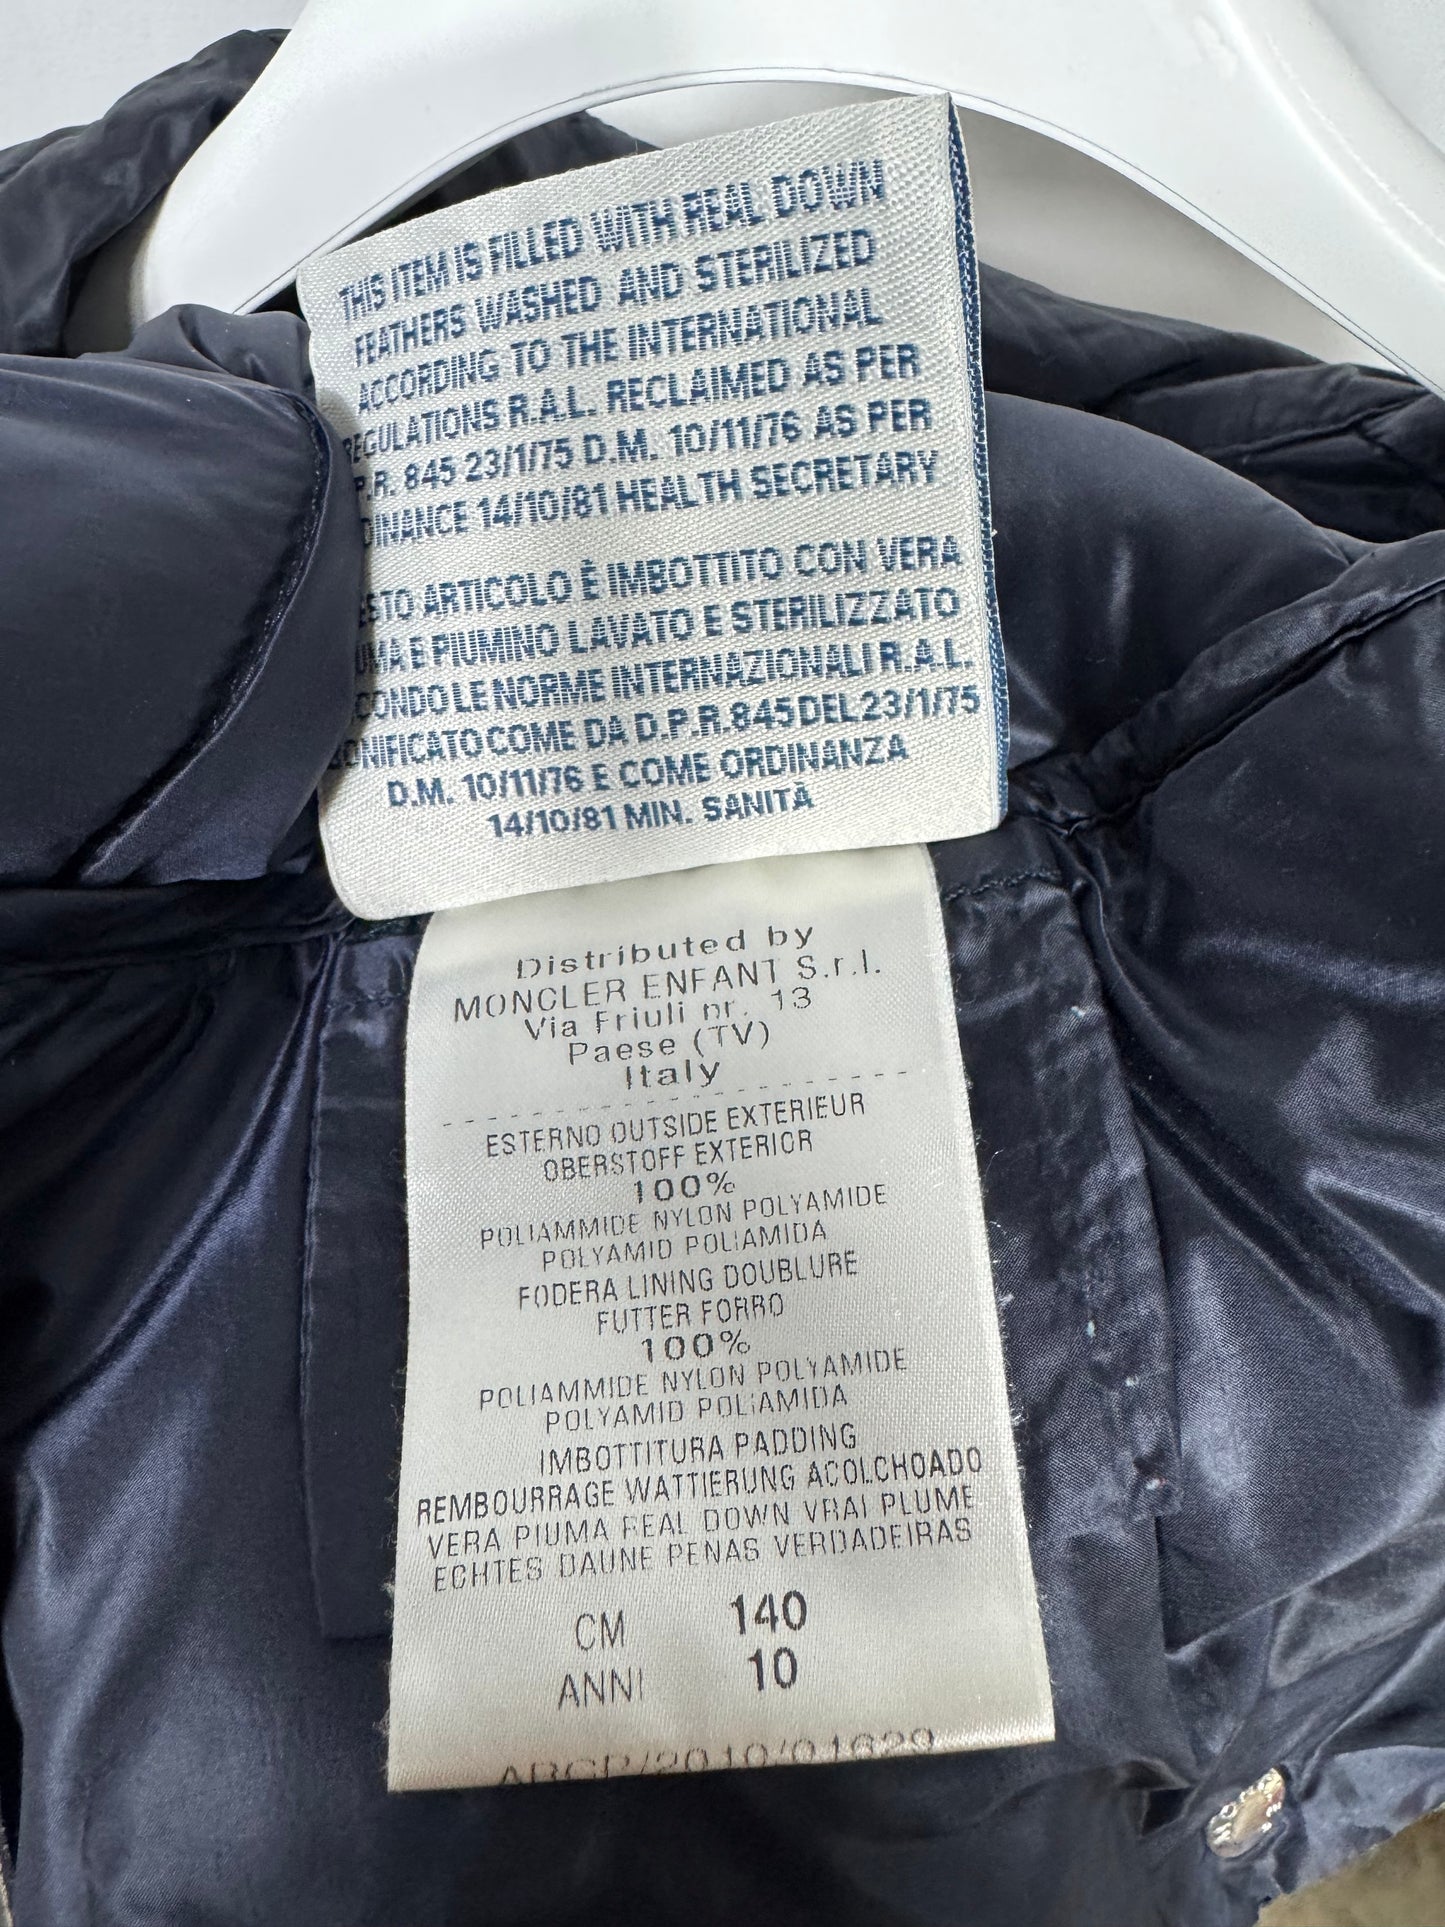 THIS ITEM IS FILLED WITH REAL DOWN
FEATHERS WASHED AND STERILIZED
ACCORDING TO THE INTERNATIONAL
REGULATIONS R.A.L. RECLAIMED AS PER
P.R. 845 23/1/75 D.M. 10/11/76 AS PER
DINANCE 14/10/81 HEALTH SECRETARY
ESTO ARTICOLO È IMBOTTITO CON VERA
UMA E PIUMINO LAVATO E STERILIZZATO
CONDO LE NORME INTERNAZIONALI R.A.L.
ONIFICATO COME DA D.P.R. 845 DEL 23/1/75
D.M. 10/11/76 E COME ORDINANZA
14/10/81 MIN. SANITÀ
Distributed by
MONCLER ENFANT S.r.l.
Via Friuli nr. 13
Paese (TV)
Italy
ESTERNO OUTSIDE EXTERIEUR
OBERSTOFF EXTERIOR
100%
POLIAMMIDE NYLON POLYAMIDE
POLYAMID POLIAMIDA
FODERA LINING DOUBLURE
FUTTER FORRO
100%
POLIAMMIDE NYLON POLYAMIDE
POLYAMID POLIAMIDA
IMBOTTITURA PADDING
REMBOURRAGE WATTIERUNG ACOLCHOADO
VERA PIUMA REAL DOWN VRAI PLUME
ECHTES DAUNE PENAS VERDADEIRAS
CM 140
ANNI 10